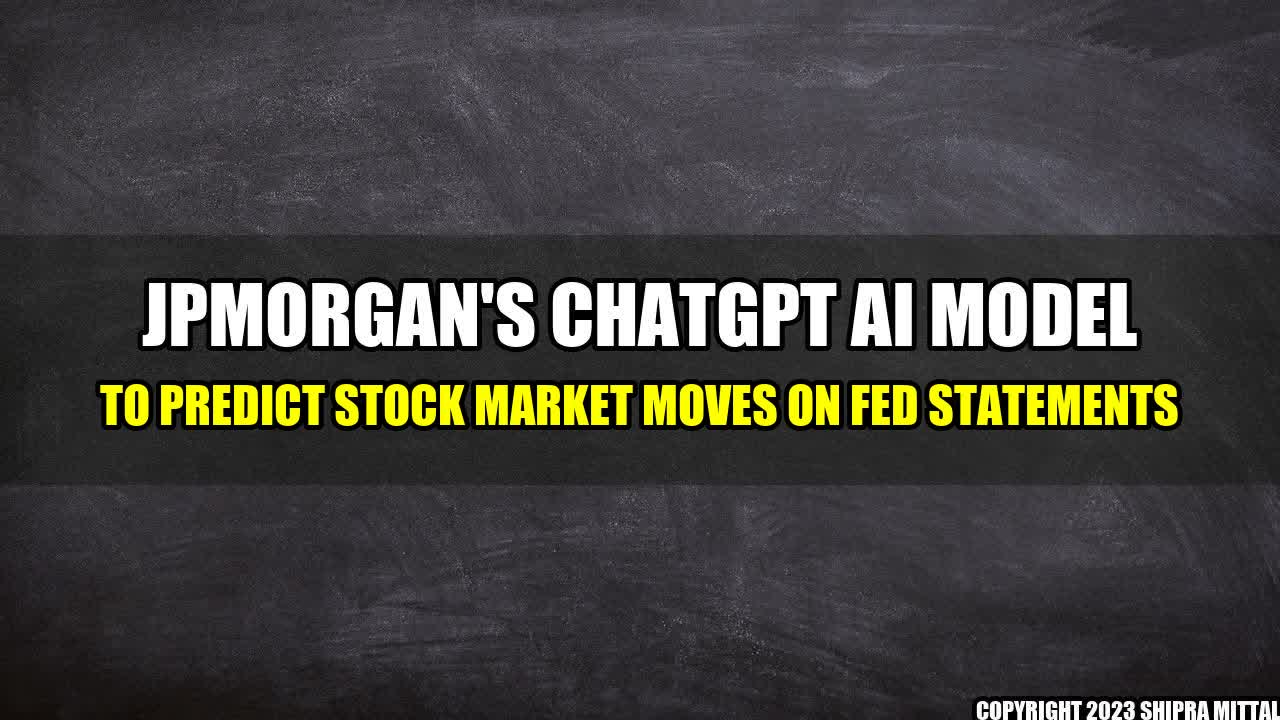 JPMORGAN'S CHATGPT AI MODEL
TO PREDICT STOCK MARKET MOVES ON FED STATEMENTS
COPYRIGHT 2023 SHIPRA MITTAL